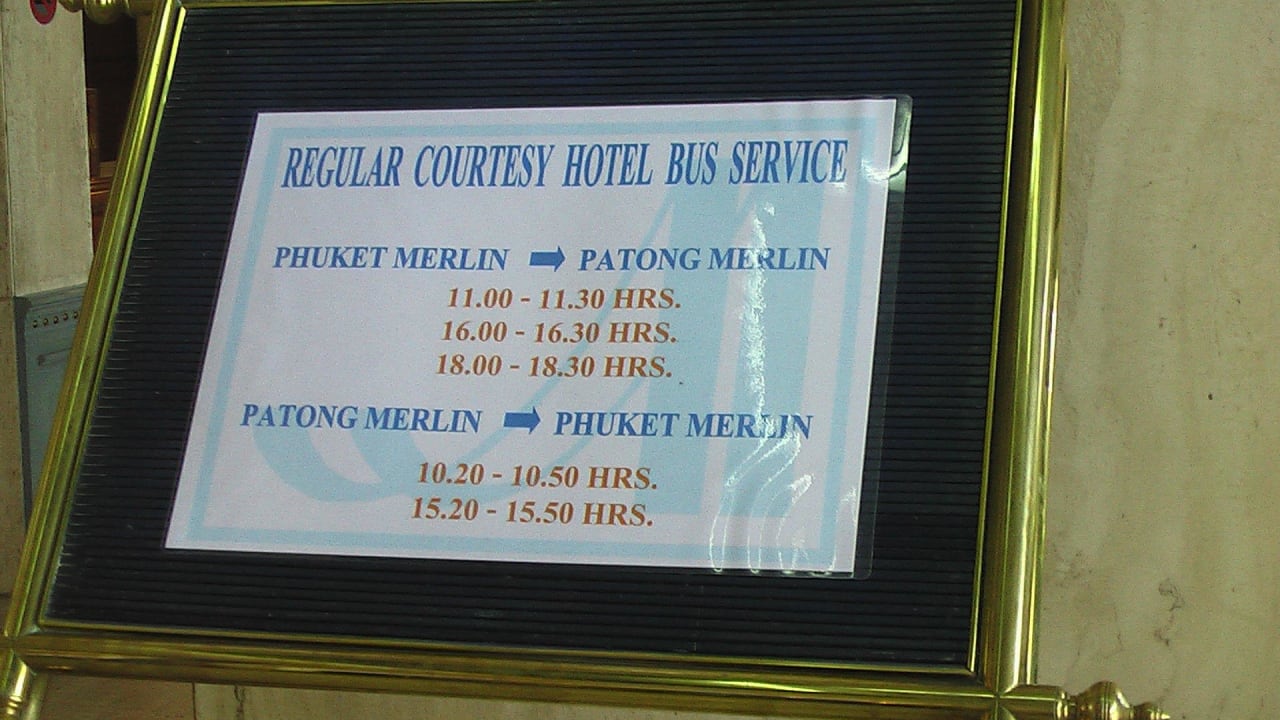 REGULAR COURTESY HOTEL BUS SERVICE
PHUKET MERLIN ➡ PATONG MERLIN
11.00 - 11.30 HRS.
16.00 - 16.30 HRS.
18.00 - 18.30 HRS.
PATONG MERLIN ➡ PHUKET MERLIN
10.20 - 10.50 HRS.
15.20 - 15.50 HRS.